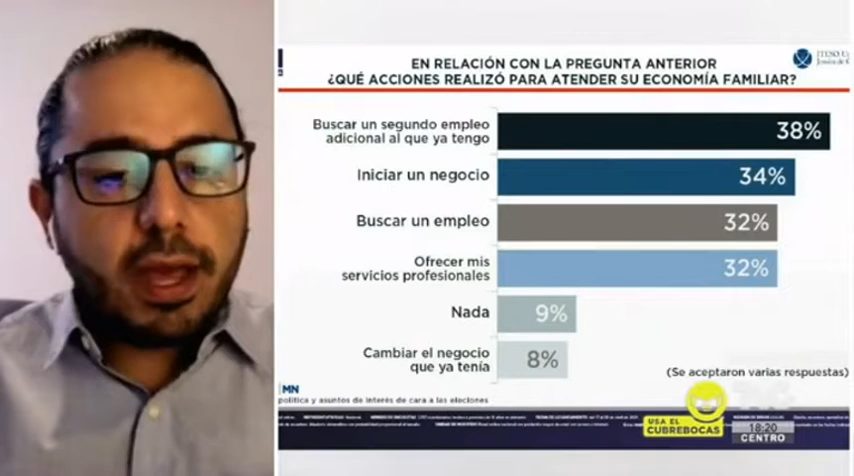 EN RELACIÓN CON LA PREGUNTA ANTERIOR
¿QUÉ ACCIONES REALIZÓ PARA ATENDER SU ECONOMÍA FAMILIAR?
ITESO, 
Buscar un segundo empleo
adicional al que ya tengo
38%
Iniciar un negocio
34%
Buscar un empleo
32%
Ofrecer mis
servicios profesionales
32%
Nada
9%
Cambiar el negocio
que ya tenía
8%
(Se aceptaron varias respuestas)
MN
política y asuntos de interés de cara a las elecciones
USA EL
CUBREBOCAS
18:20
CENTRO